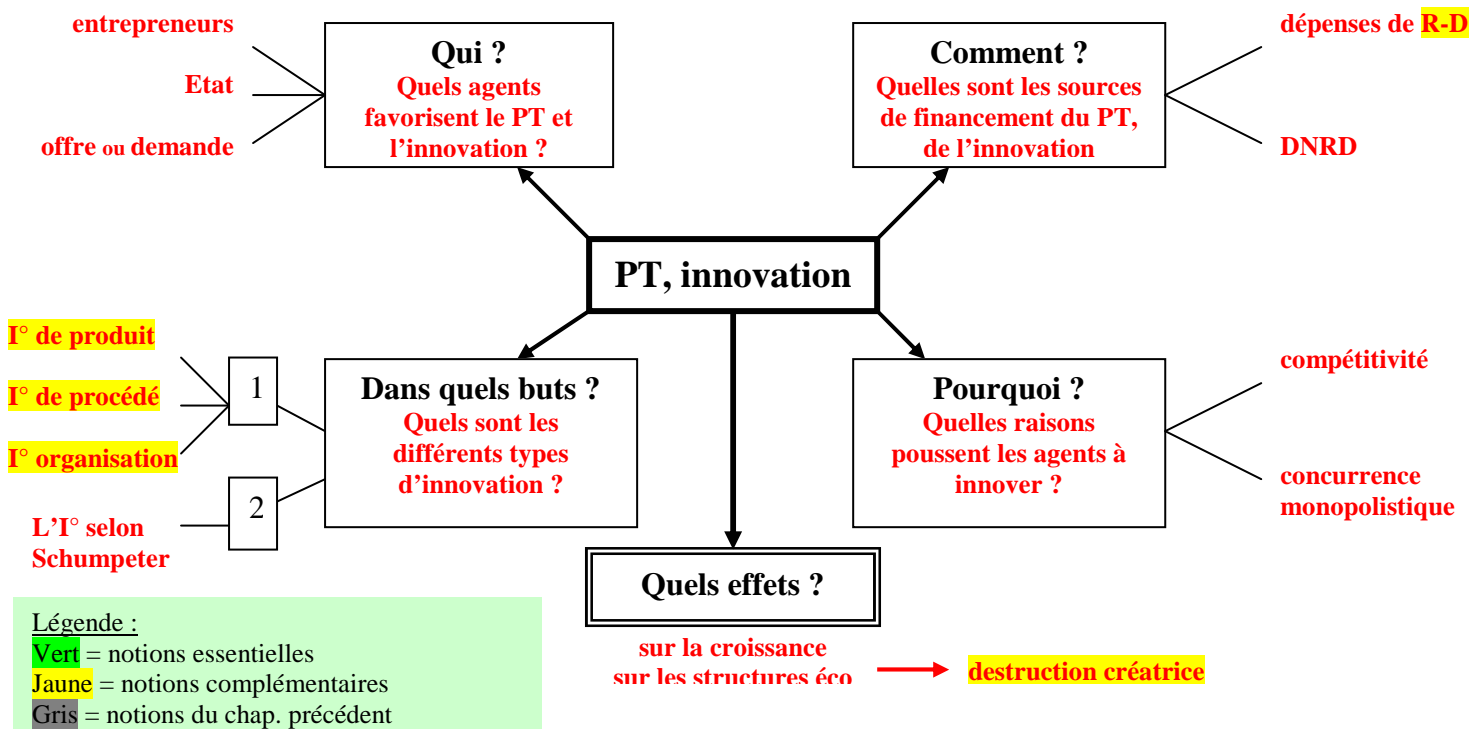 entrepreneurs
Etat
offre ou demande
Qui ?
Quels agents
favorisent le PT et
l’innovation ?
Comment ?
Quelles sont les sources
de financement du PT,
de l’innovation
dépenses de R-D
DNRD
PT, innovation
I° de produit
I° de procédé
I° organisation
1
2
L’I° selon
Schumpeter
Dans quels buts ?
Quels sont les
différents types
d’innovation ?
Pourquoi ?
Quelles raisons
poussent les agents à
innover ?
compétitivité
concurrence
monopolistique
Quels effets ?
sur la croissance
sur les structures éco
destruction créatrice
Légende :
Vert = notions essentielles
Jaune = notions complémentaires
Gris = notions du chap. précédent